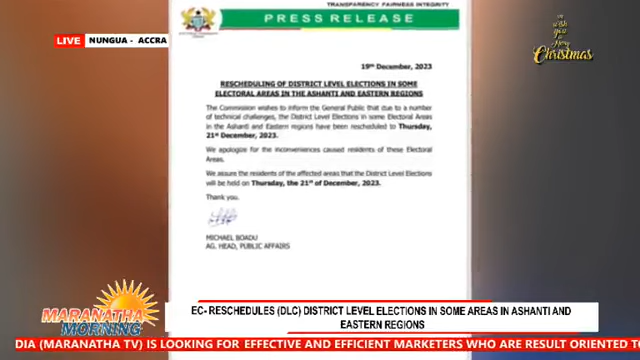 TRANSPARENCY FAIRNESS INTEGRITY
PRESS RELEASE
LIVE NUNGUA - ACCRA
we wish you a Merry Christmas
19th December, 2023
RESCHEDULING OF DISTRICT LEVEL ELECTIONS IN SOME
ELECTORAL AREAS IN THE ASHANTI AND EASTERN REGIONS
The Commission wishes to inform the General Public that due to a number
of technical challenges, the District Level Elections in some Electoral Areas
in the Ashanti and Eastern regions have been rescheduled to Thursday,
21st December, 2023.
We apologise for the inconveniences caused residents of these Electoral
Areas.
We assure the residents of the affected areas that the District Level Elections
will be held on Thursday, the 21st of December, 2023.
Thank you.
MICHAEL BOADU
AG. HEAD, PUBLIC AFFAIRS
MARANATHA
MORNING
EC- RESCHEDULES (DLC) DISTRICT LEVEL ELECTIONS IN SOME AREAS IN ASHANTI AND
EASTERN REGIONS
DIA (MARANATHA TV) IS LOOKING FOR EFFECTIVE AND EFFICIENT MARKETERS WHO ARE RESULT ORIENTED TO